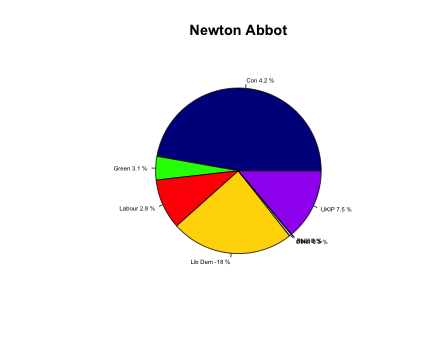 Newton Abbot
Con 4.2 %
Green 3.1 %
Labour 2.8 %
UKIP 7.5 %
Lib Dem -18 %